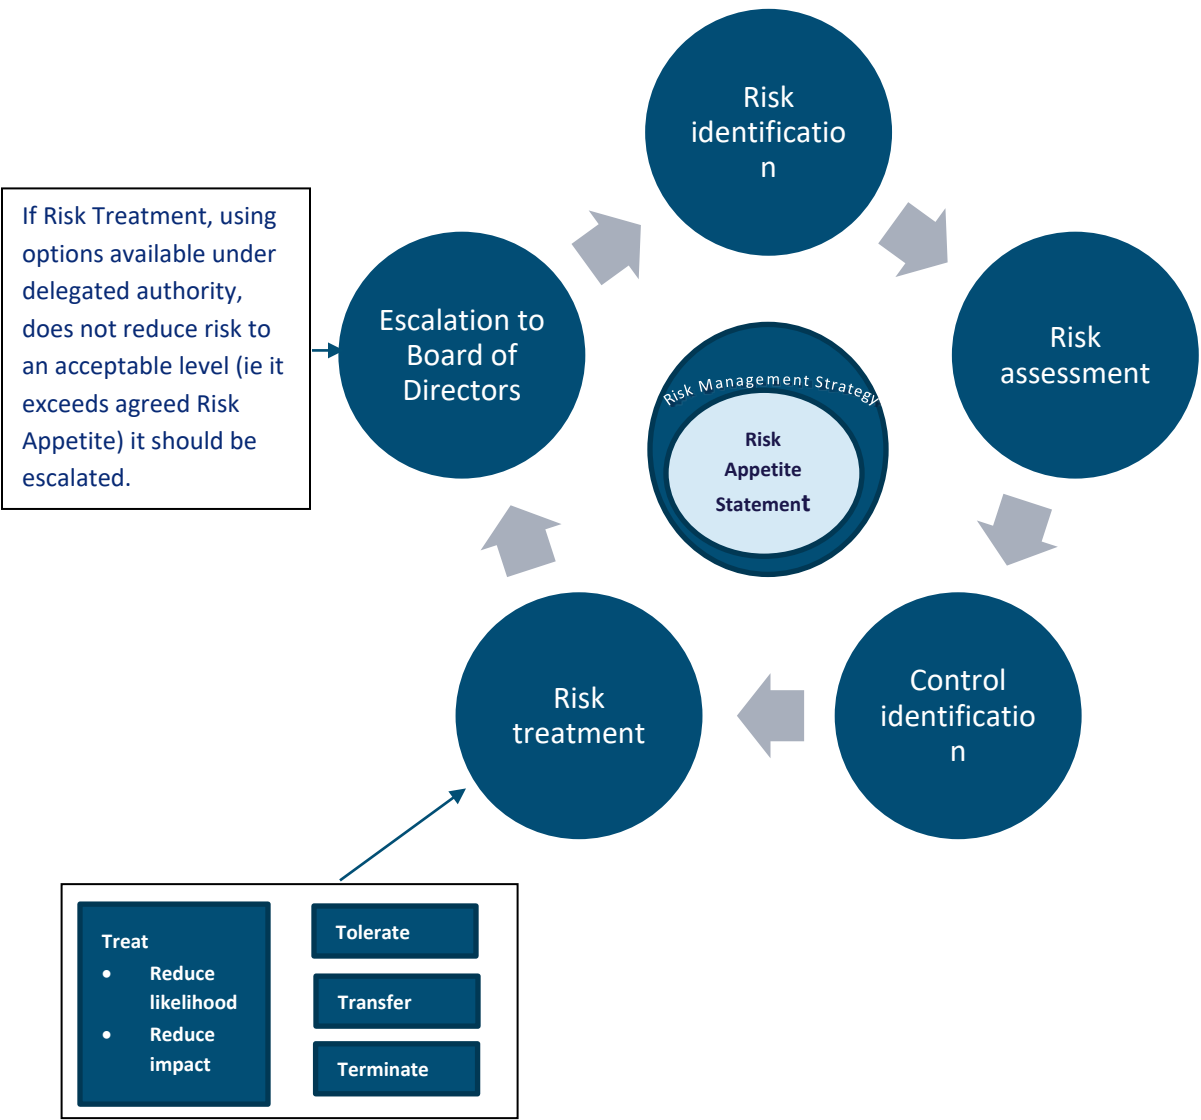 Risk
identificatio
n
If Risk Treatment, using
options available under
delegated authority,
does not reduce risk to
an acceptable level (ie it
exceeds agreed Risk
Appetite) it should be
escalated.
Escalation to
Board of
Directors
Risk
assessment
Risk Management Strategy
Risk
Appetite
Statement
Risk
treatment
Control
identificatio
n
Treat
• Reduce
likelihood
• Reduce
impact
Tolerate
Transfer
Terminate